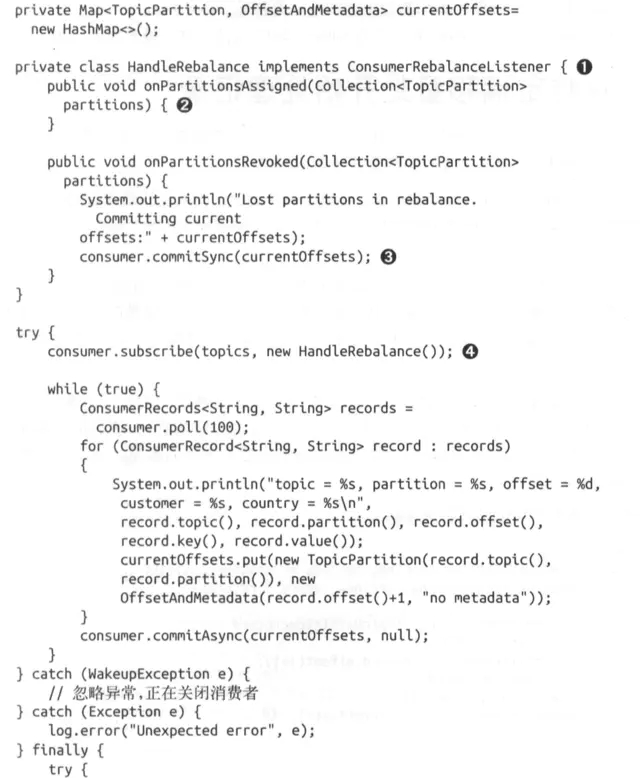 private Map<TopicPartition, OffsetAndMetadata> currentOffsets=
  new HashMap<>();

private class HandleRebalance implements ConsumerRebalanceListener { ❶
    public void onPartitionsAssigned(Collection<TopicPartition>
      partitions) { ❷
    }

    public void onPartitionsRevoked(Collection<TopicPartition>
      partitions) {
        System.out.println("Lost partitions in rebalance.
          Committing current
        offsets:" + currentOffsets);
        consumer.commitSync(currentOffsets); ❸
    }
}

try {
    consumer.subscribe(topics, new HandleRebalance()); ❹

    while (true) {
        ConsumerRecords<String, String> records =
          consumer.poll(100);
        for (ConsumerRecord<String, String> record : records)
        {
            System.out.println("topic = %s, partition = %s, offset = %d,
             customer = %s, country = %s\n",
             record.topic(), record.partition(), record.offset(),
             record.key(), record.value());
             currentOffsets.put(new TopicPartition(record.topic(),
             record.partition()), new
             OffsetAndMetadata(record.offset()+1, "no metadata"));
        }
        consumer.commitAsync(currentOffsets, null);
    }
} catch (WakeupException e) {
    // 忽略异常,正在关闭消费者
} catch (Exception e) {
    log.error("Unexpected error", e);
} finally {
    try {